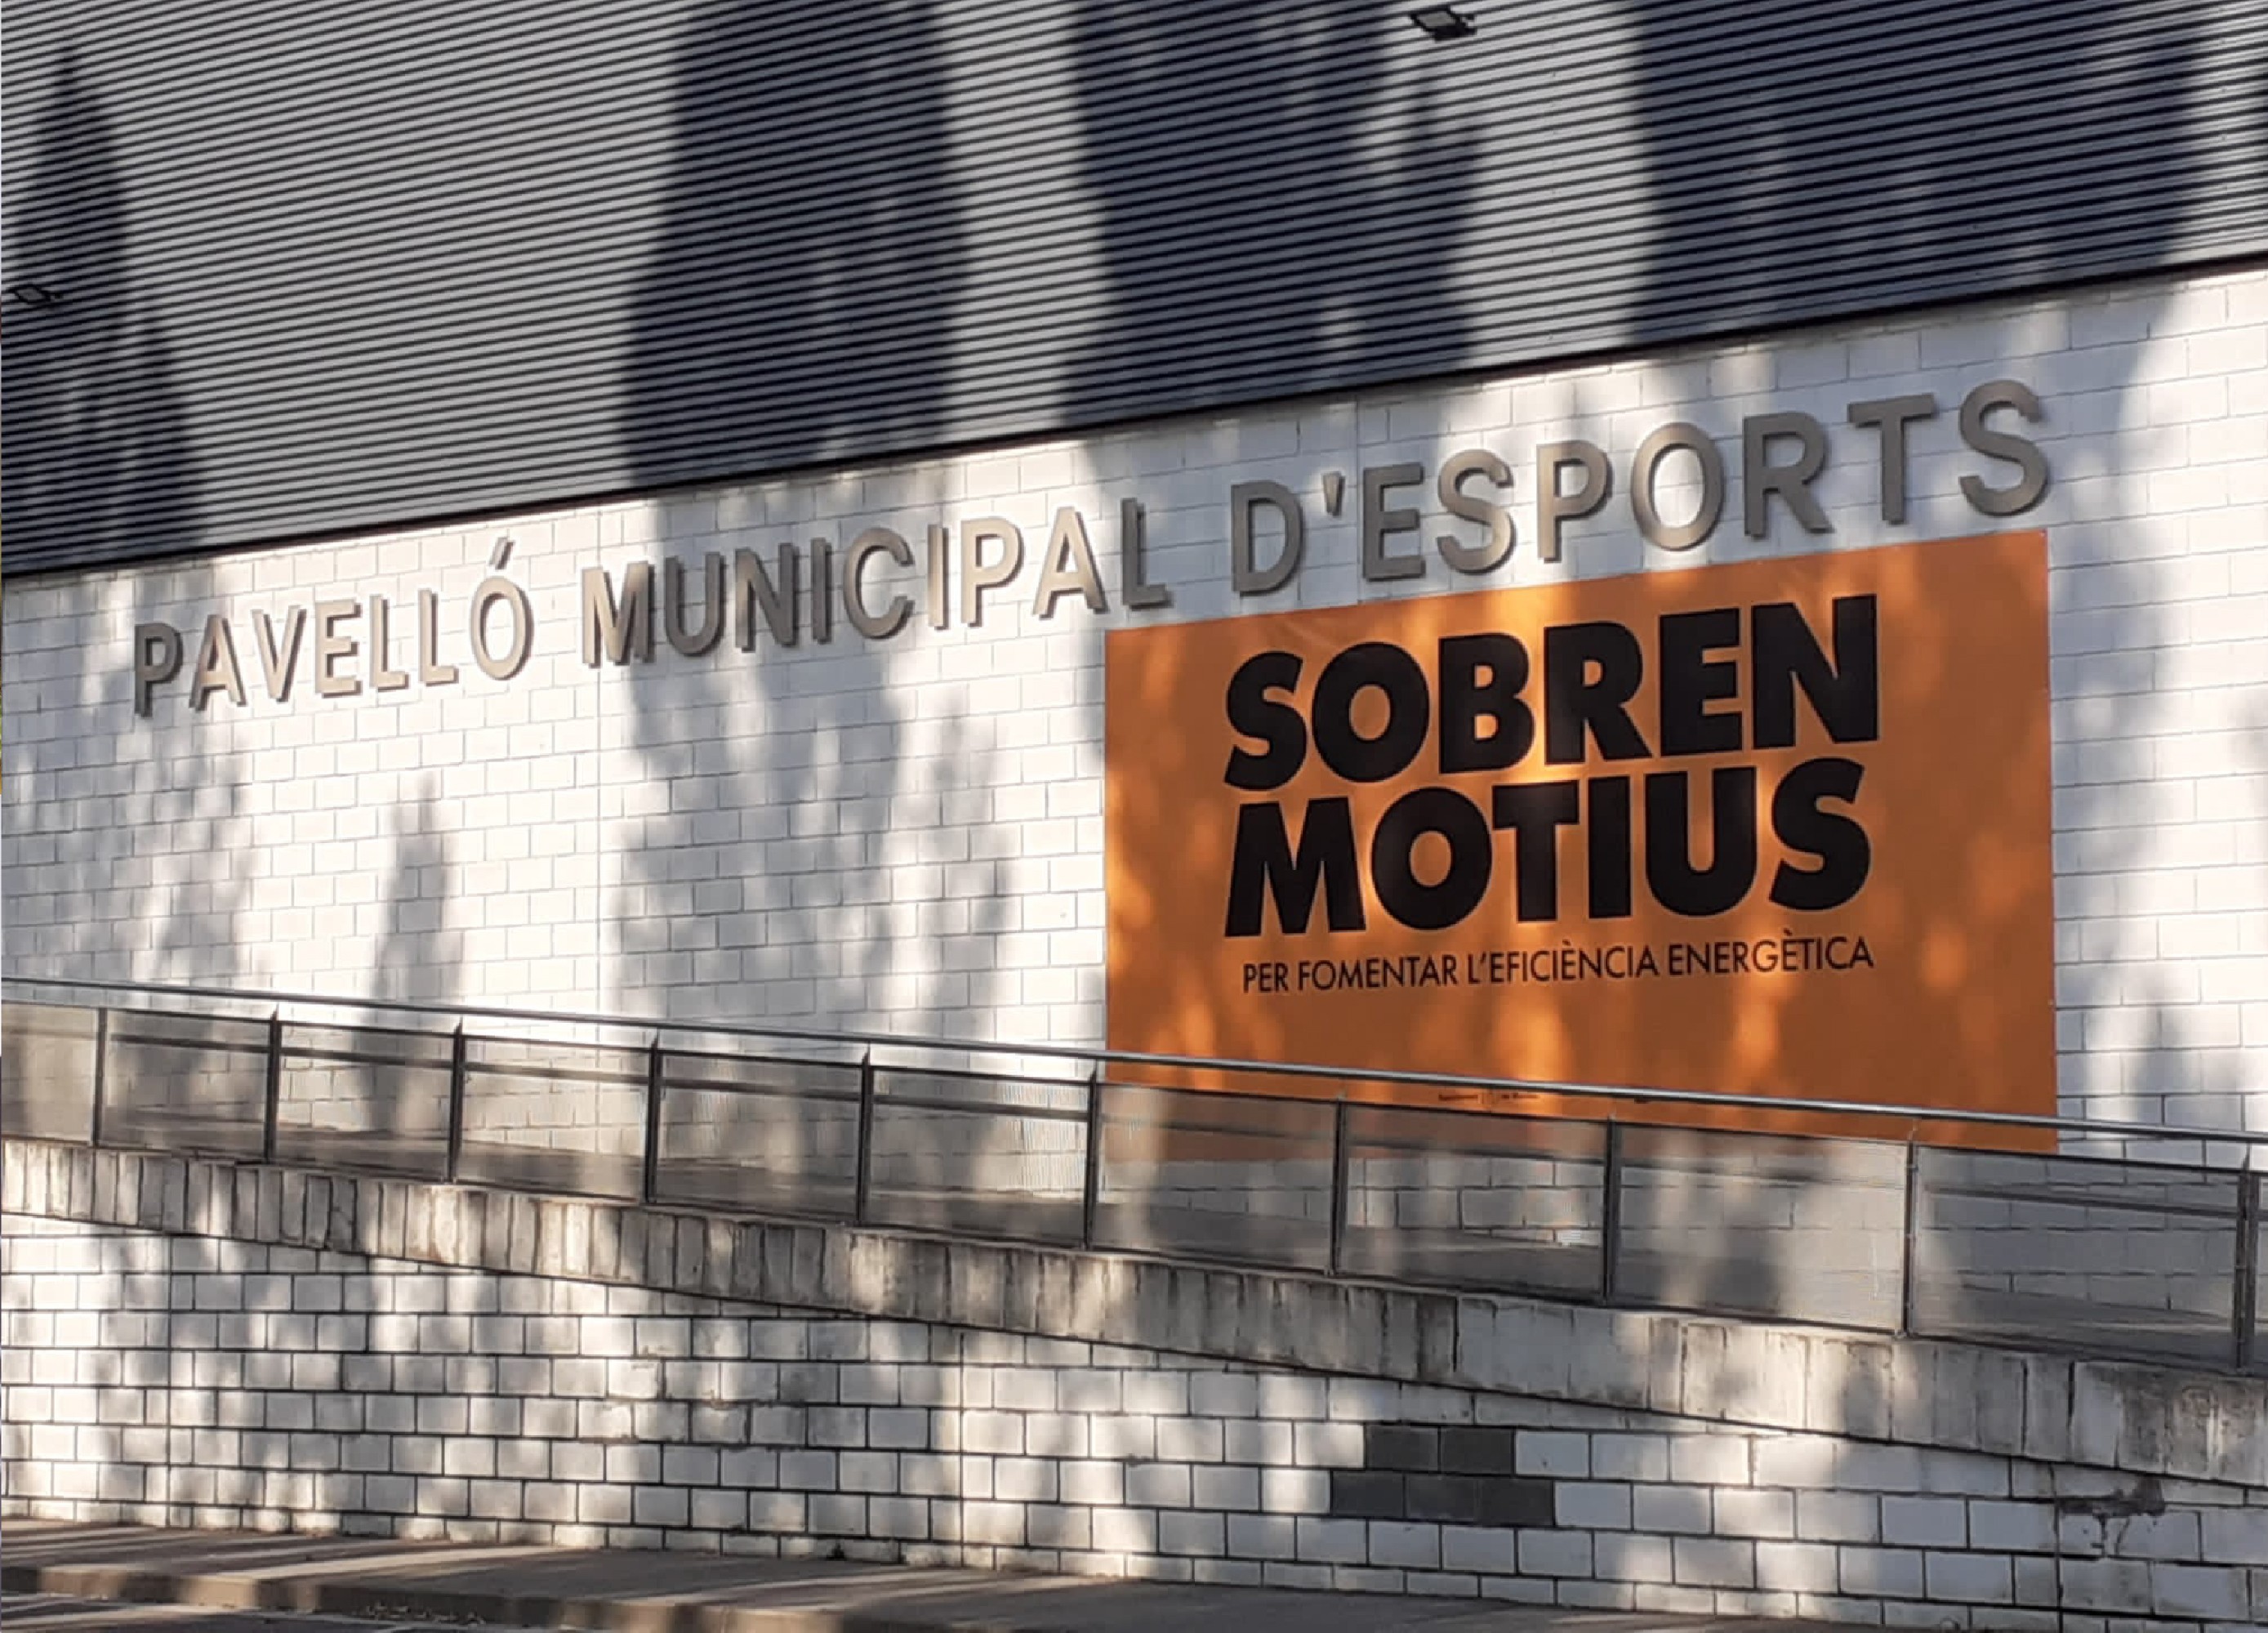 PAVELLÓ MUNICIPAL D'ESPORTS
SOBREN
MOTIUS
PER FOMENTAR L'EFICIÈNCIA ENERGÈTICA